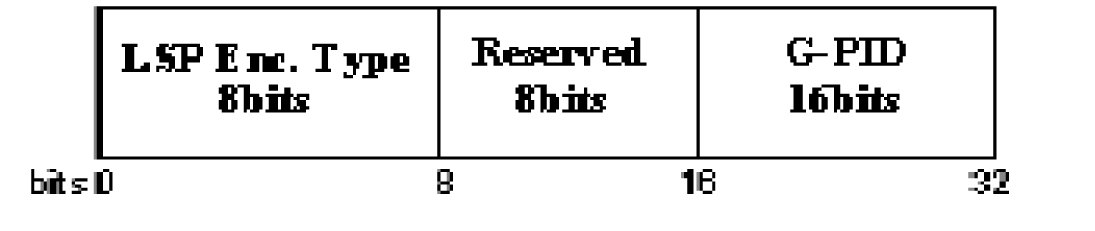 LSP Enc. Type
8bits
Reserved
8bits
G-PID
16bits
bits 0 8 16 32